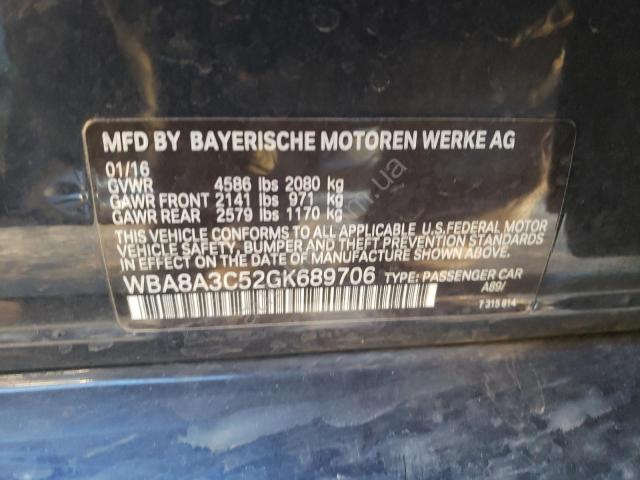 MFD BY BAYERISCHE MOTOREN WERKE AG
01/16
GVWR 4586 lbs 2080 kg
GAWR FRONT 2141 lbs 971 kg
GAWR REAR 2579 lbs 1170 kg
THIS VEHICLE CONFORMS TO ALL APPLICABLE U.S.FEDERAL MOTOR
VEHICLE SAFETY, BUMPER AND THEFT PREVENTION STANDARDS
IN EFFECT ON THE DATE OF MANUFACTURE SHOWN ABOVE.
WBA8A3C52GK689706 TYPE: PASSENGER CAR
A89/
7 315 814